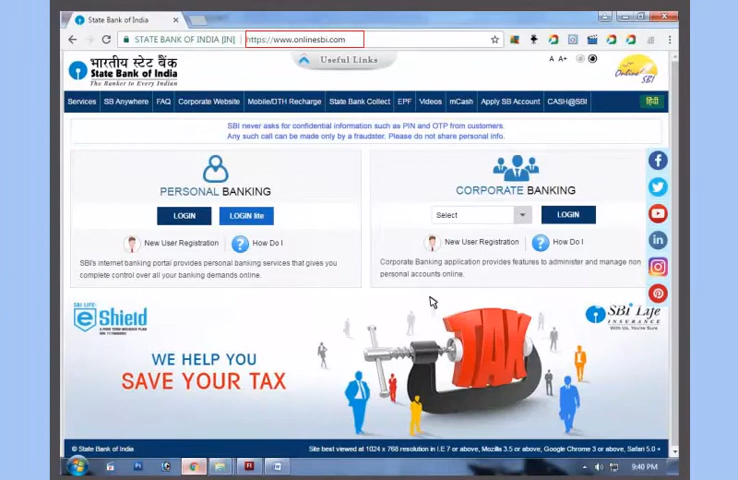 State Bank of India
STATE BANK OF INDIA [IN] https://www.onlinesbi.com
Useful Links
A A+
भारतीय स्टेट बैंक
State Bank of India
The Banker to Every Indian
Online SBI
Services SB Anywhere FAQ Corporate Website Mobile/DTH Recharge State Bank Collect EPF Videos mCash Apply SB Account CASH@SBI हिन्दी
SBI never asks for confidential information such as PIN and OTP from customers.
Any such call can be made only by a fraudster. Please do not share personal info.
PERSONAL BANKING
LOGIN LOGIN lite
New User Registration ? How Do I
SBI's internet banking portal provides personal banking services that gives you
complete control over all your banking demands online.
CORPORATE BANKING
Select LOGIN
New User Registration ? How Do I
Corporate Banking application provides features to administer and manage non
personal accounts online.
SBI LIFE
eShield
WE HELP YOU
SAVE YOUR TAX
TAX
SBI Life
INSURANCE
With Us, You're Sure
© State Bank of India Site best viewed at 1024 x 768 resolution in I.E 7 or above, Mozilla 3.5 or above, Google Chrome 3 or above, Safari 5.0 +
9:40 PM